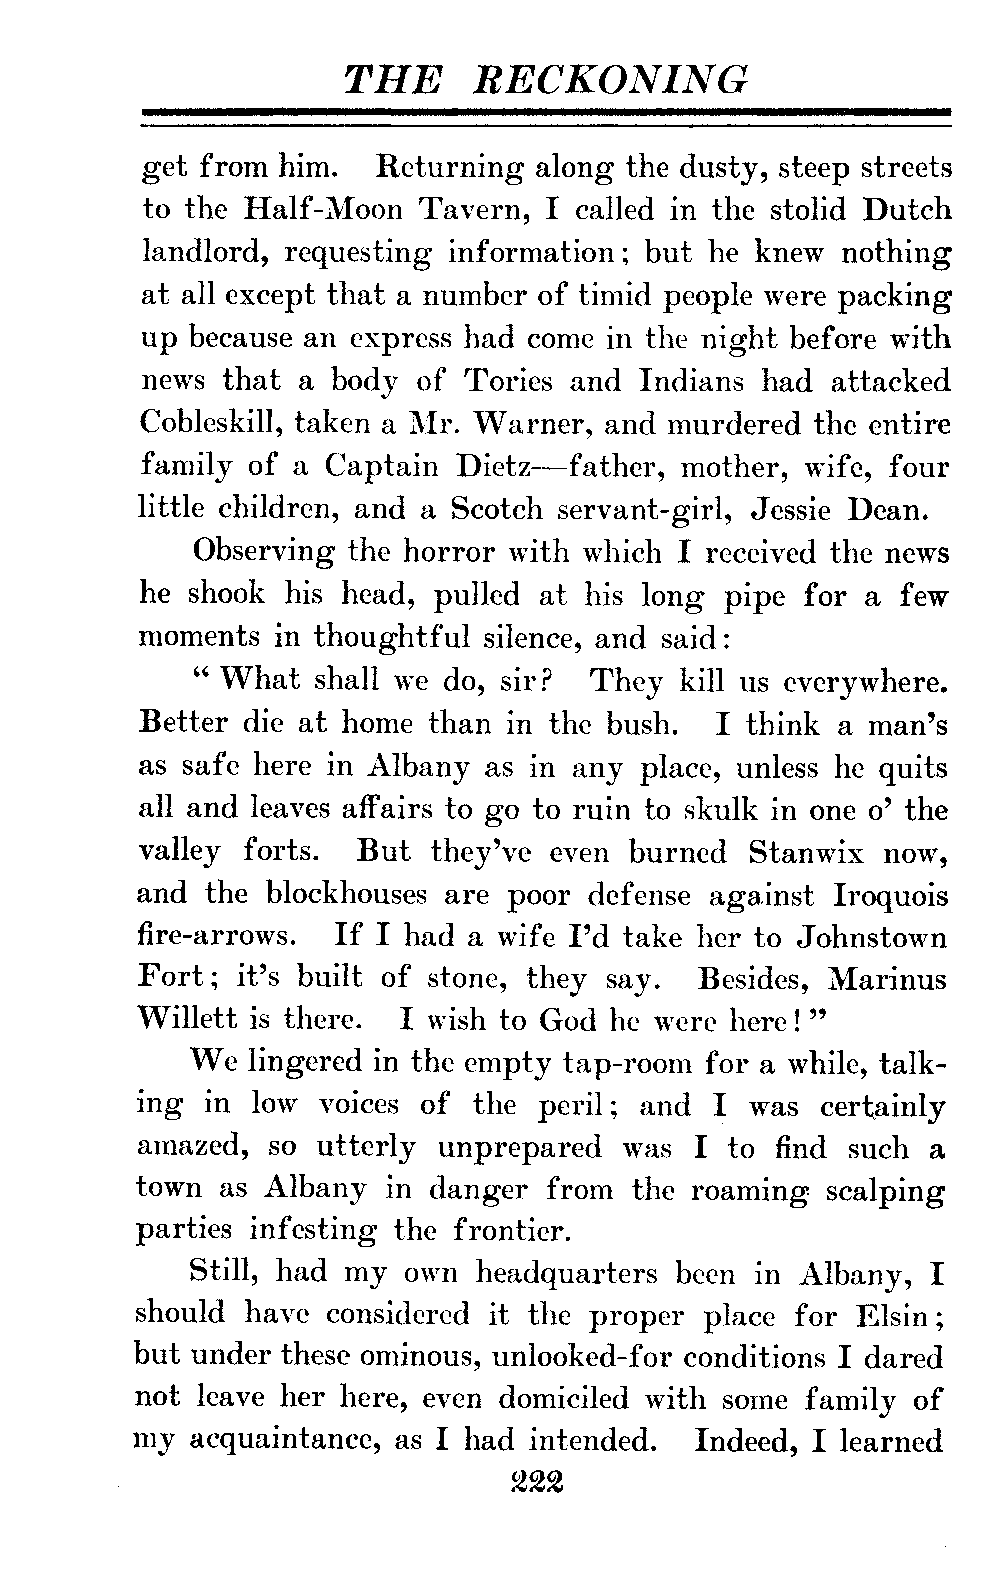 THE RECKONING
get from him. Returning along the dusty, steep streets
to the Half-Moon Tavern, I called in the stolid Dutch
landlord, requesting information; but he knew nothing
at all except that a number of timid people were packing
up because an express had come in the night before with
news that a body of Tories and Indians had attacked
Cobleskill, taken a Mr. Warner, and murdered the entire
family of a Captain Dietz—father, mother, wife, four
little children, and a Scotch servant-girl, Jessie Dean.
Observing the horror with which I received the news
he shook his head, pulled at his long pipe for a few
moments in thoughtful silence, and said:
“ What shall we do, sir? They kill us everywhere.
Better die at home than in the bush. I think a man’s
as safe here in Albany as in any place, unless he quits
all and leaves affairs to go to ruin to skulk in one o’ the
valley forts. But they’ve even burned Stanwix now,
and the blockhouses are poor defense against Iroquois
fire-arrows. If I had a wife I’d take her to Johnstown
Fort; it’s built of stone, they say. Besides, Marinus
Willett is there. I wish to God he were here! ”
We lingered in the empty tap-room for a while, talk-
ing in low voices of the peril; and I was certainly
amazed, so utterly unprepared was I to find such a
town as Albany in danger from the roaming scalping
parties infesting the frontier.
Still, had my own headquarters been in Albany, I
should have considered it the proper place for Elsin;
but under these ominous, unlooked-for conditions I dared
not leave her here, even domiciled with some family of
my acquaintance, as I had intended. Indeed, I learned
222